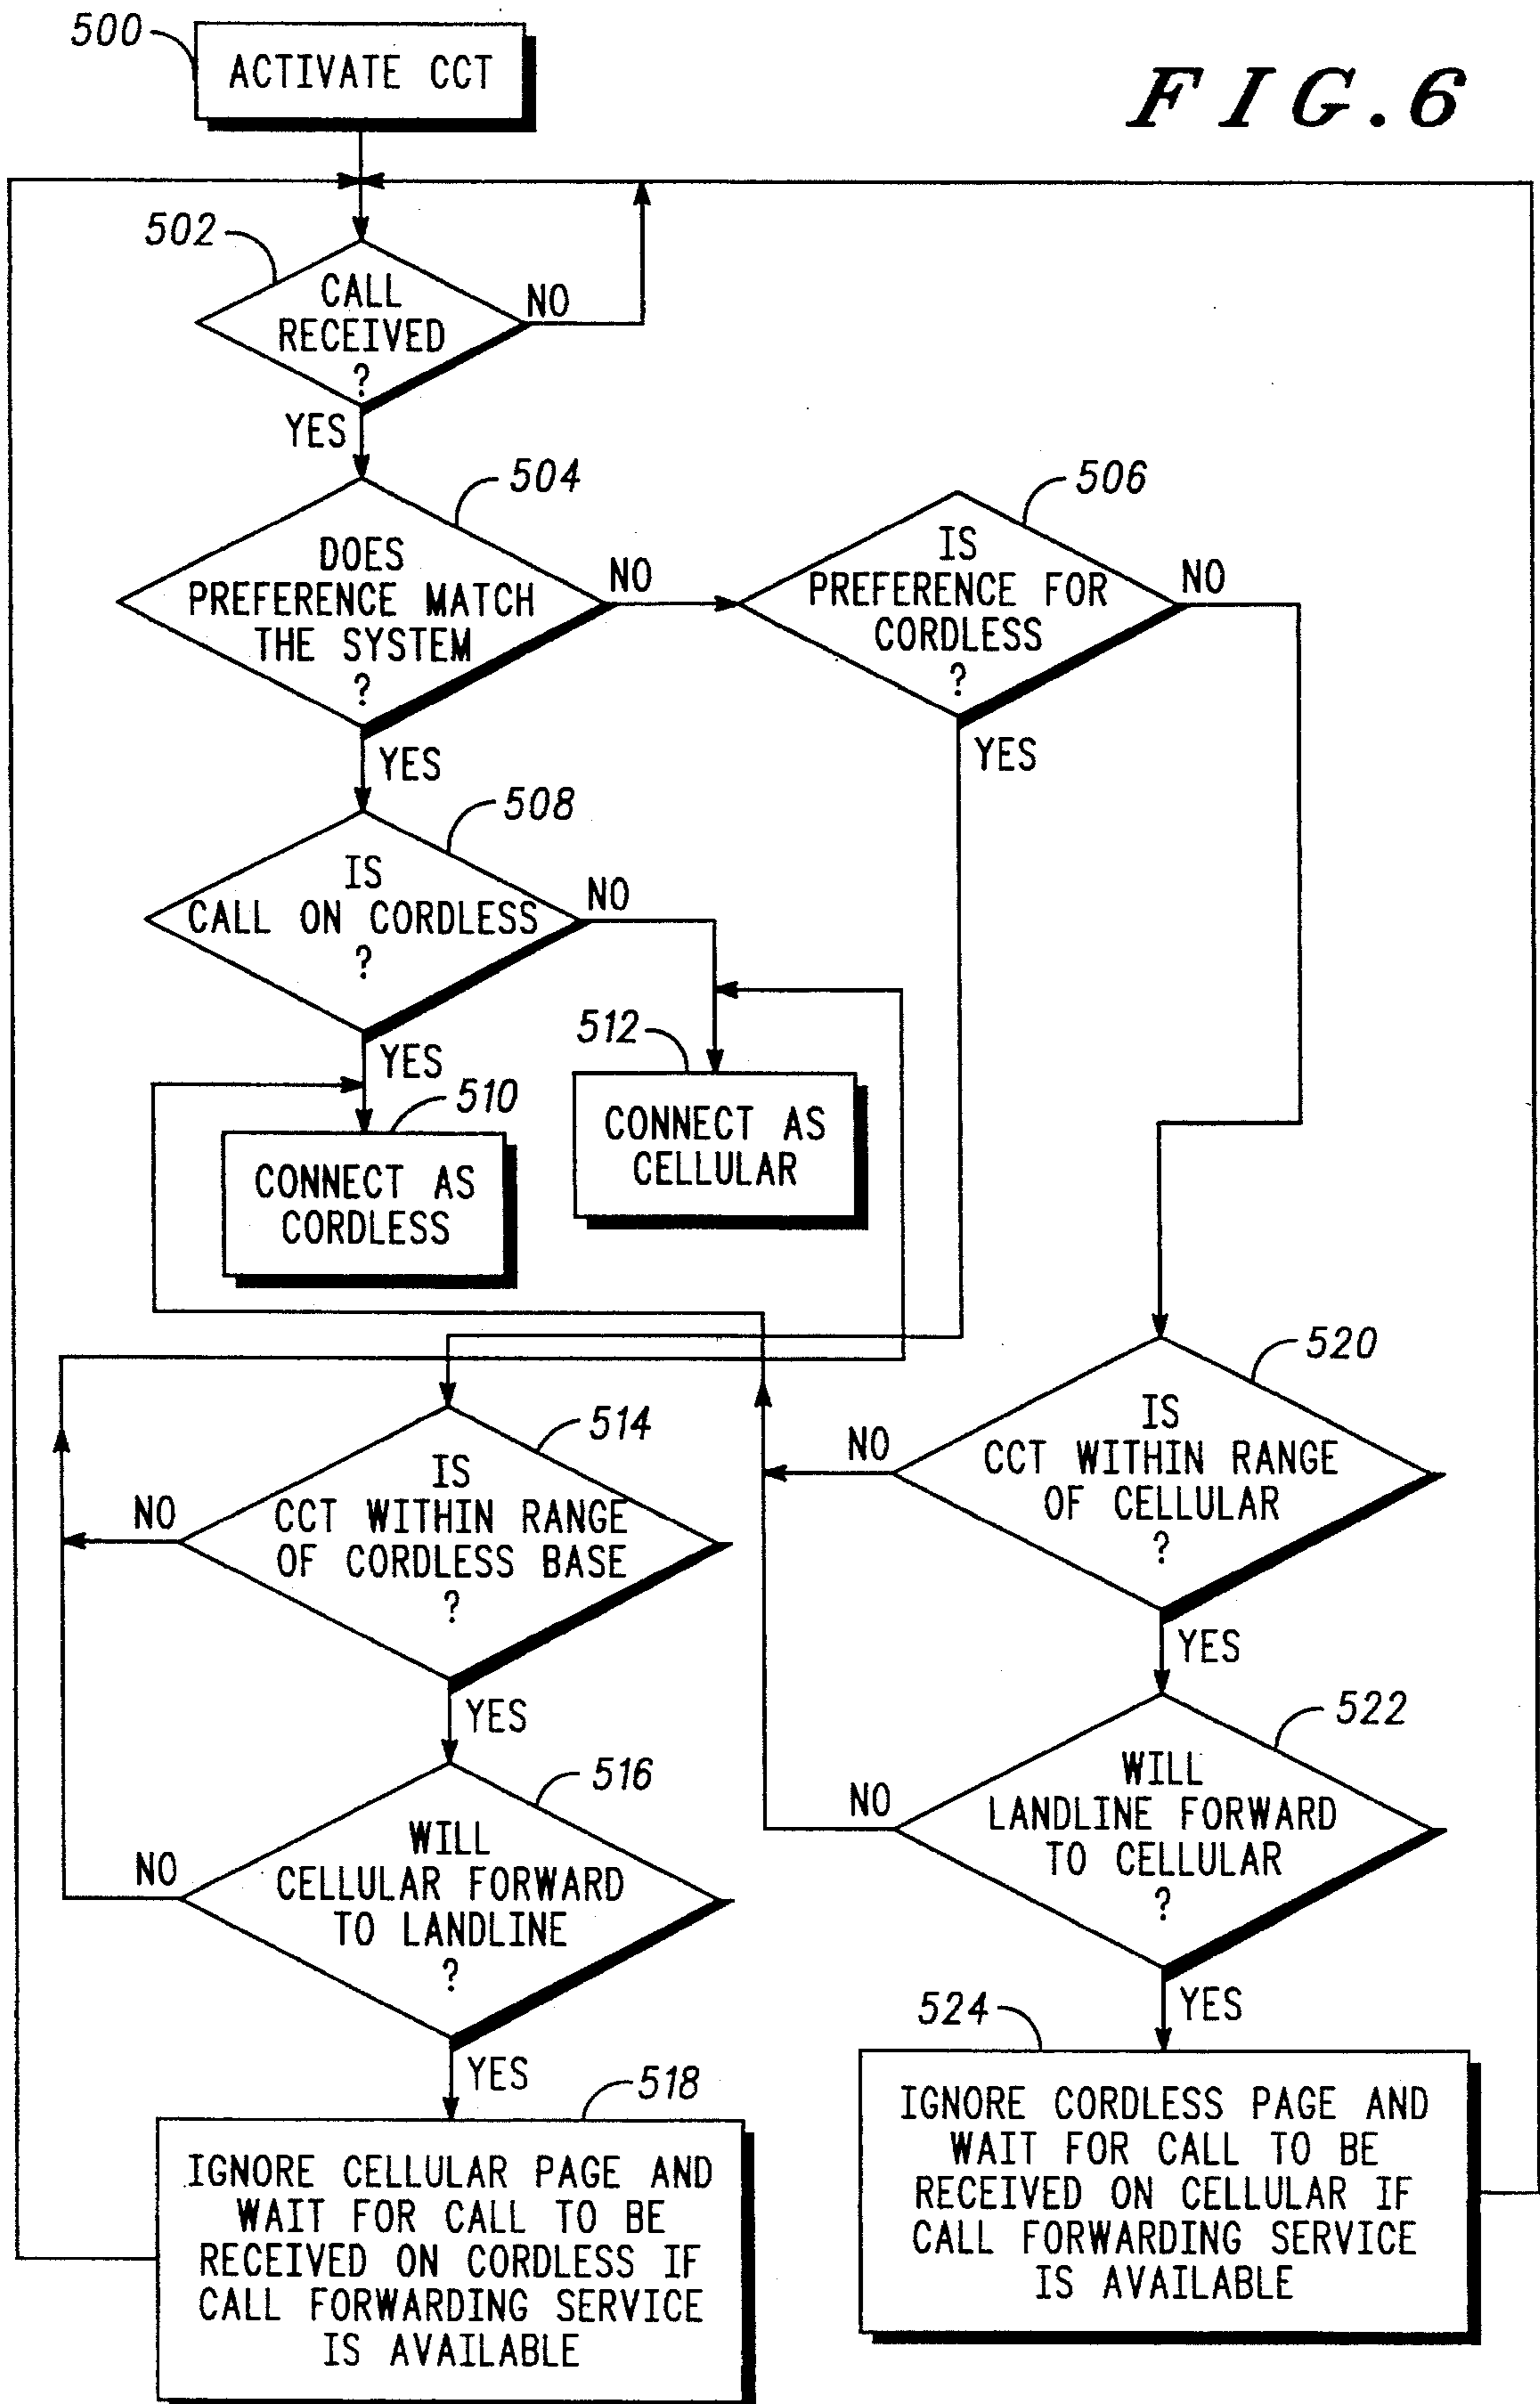 500
ACTIVATE CCT
FIG.6
502
CALL
RECEIVED
?
NO
YES
504
DOES
PREFERENCE MATCH
THE SYSTEM
?
NO
506
IS
PREFERENCE FOR
CORDLESS
?
NO
YES
YES
508
IS
CALL ON CORDLESS
?
NO
YES
510
CONNECT AS
CORDLESS
512
CONNECT AS
CELLULAR
514
IS
CCT WITHIN RANGE
OF CORDLESS BASE
?
NO
YES
516
WILL
CELLULAR FORWARD
TO LANDLINE
?
NO
YES
518
IGNORE CELLULAR PAGE AND
WAIT FOR CALL TO BE
RECEIVED ON CORDLESS IF
CALL FORWARDING SERVICE
IS AVAILABLE
520
IS
CCT WITHIN RANGE
OF CELLULAR
?
NO
YES
522
WILL
LANDLINE FORWARD
TO CELLULAR
?
NO
YES
524
IGNORE CORDLESS PAGE AND
WAIT FOR CALL TO BE
RECEIVED ON CELLULAR IF
CALL FORWARDING SERVICE
IS AVAILABLE